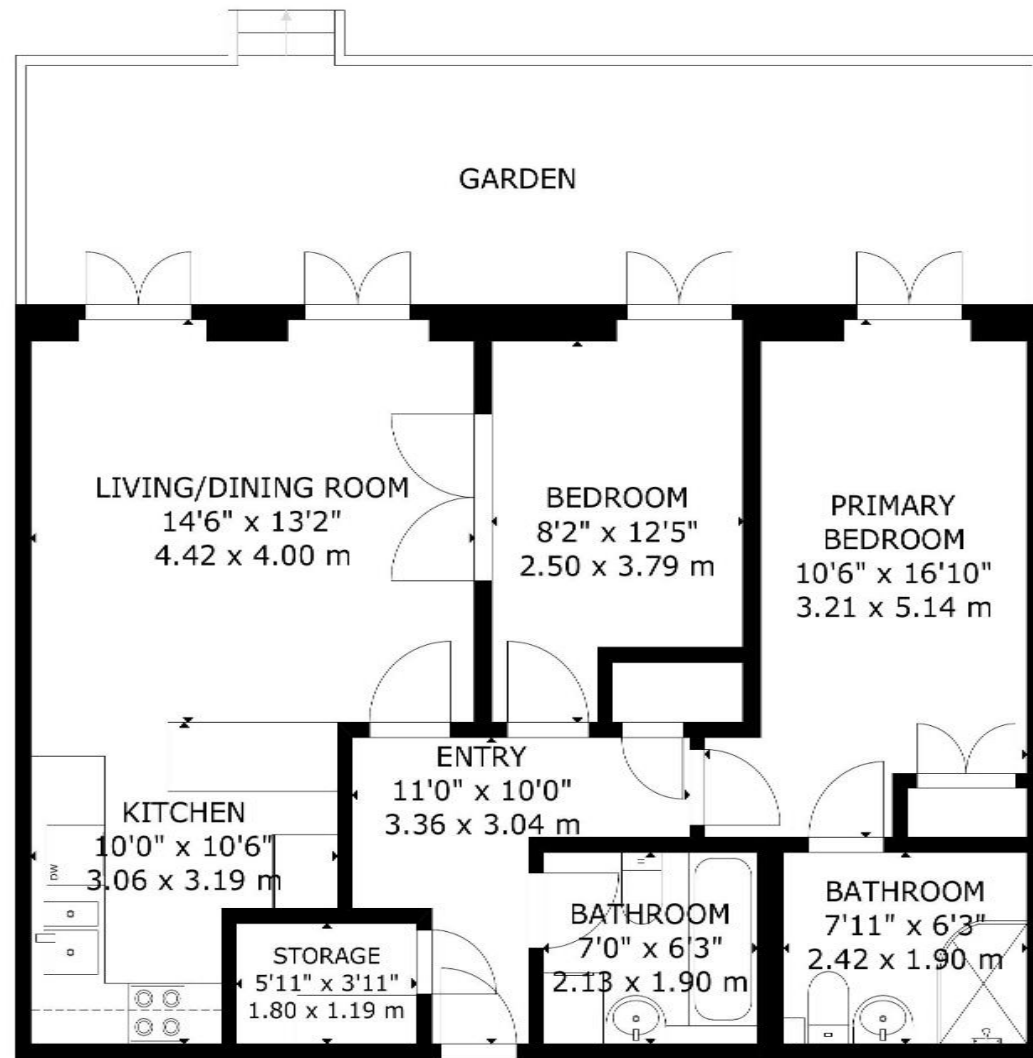 GARDEN
LIVING/DINING ROOM
14'6" x 13'2"
4.42 x 4.00 m
BEDROOM
8'2" x 12'5"
2.50 x 3.79 m
PRIMARY
BEDROOM
10'6" x 16'10"
3.21 x 5.14 m
ENTRY
11'0" x 10'0"
3.36 x 3.04 m
KITCHEN
10'0" x 10'6"
3.06 x 3.19 m
DW
STORAGE
5'11" x 3'11"
1.80 x 1.19 m
BATHROOM
7'0" x 6'3"
2.13 x 1.90 m
BATHROOM
7'11" x 6'3"
2.42 x 1.90 m